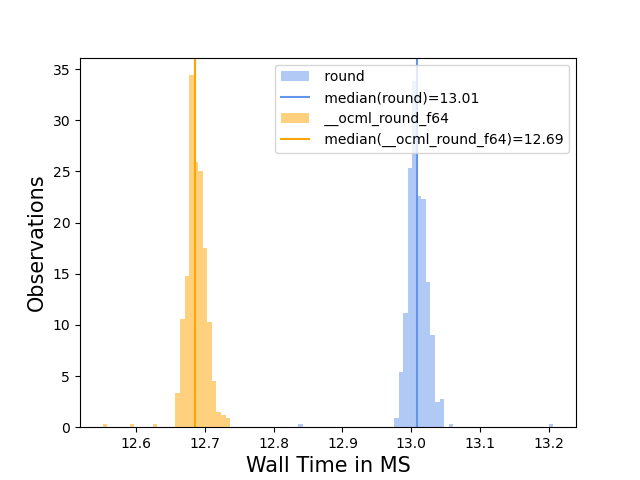 35
30
25
20
15
10
5
0
Observations
round
median(round)=13.01
__ocml_round_f64
median(__ocml_round_f64)=12.69
12.6 12.7 12.8 12.9 13.0 13.1 13.2
Wall Time in MS